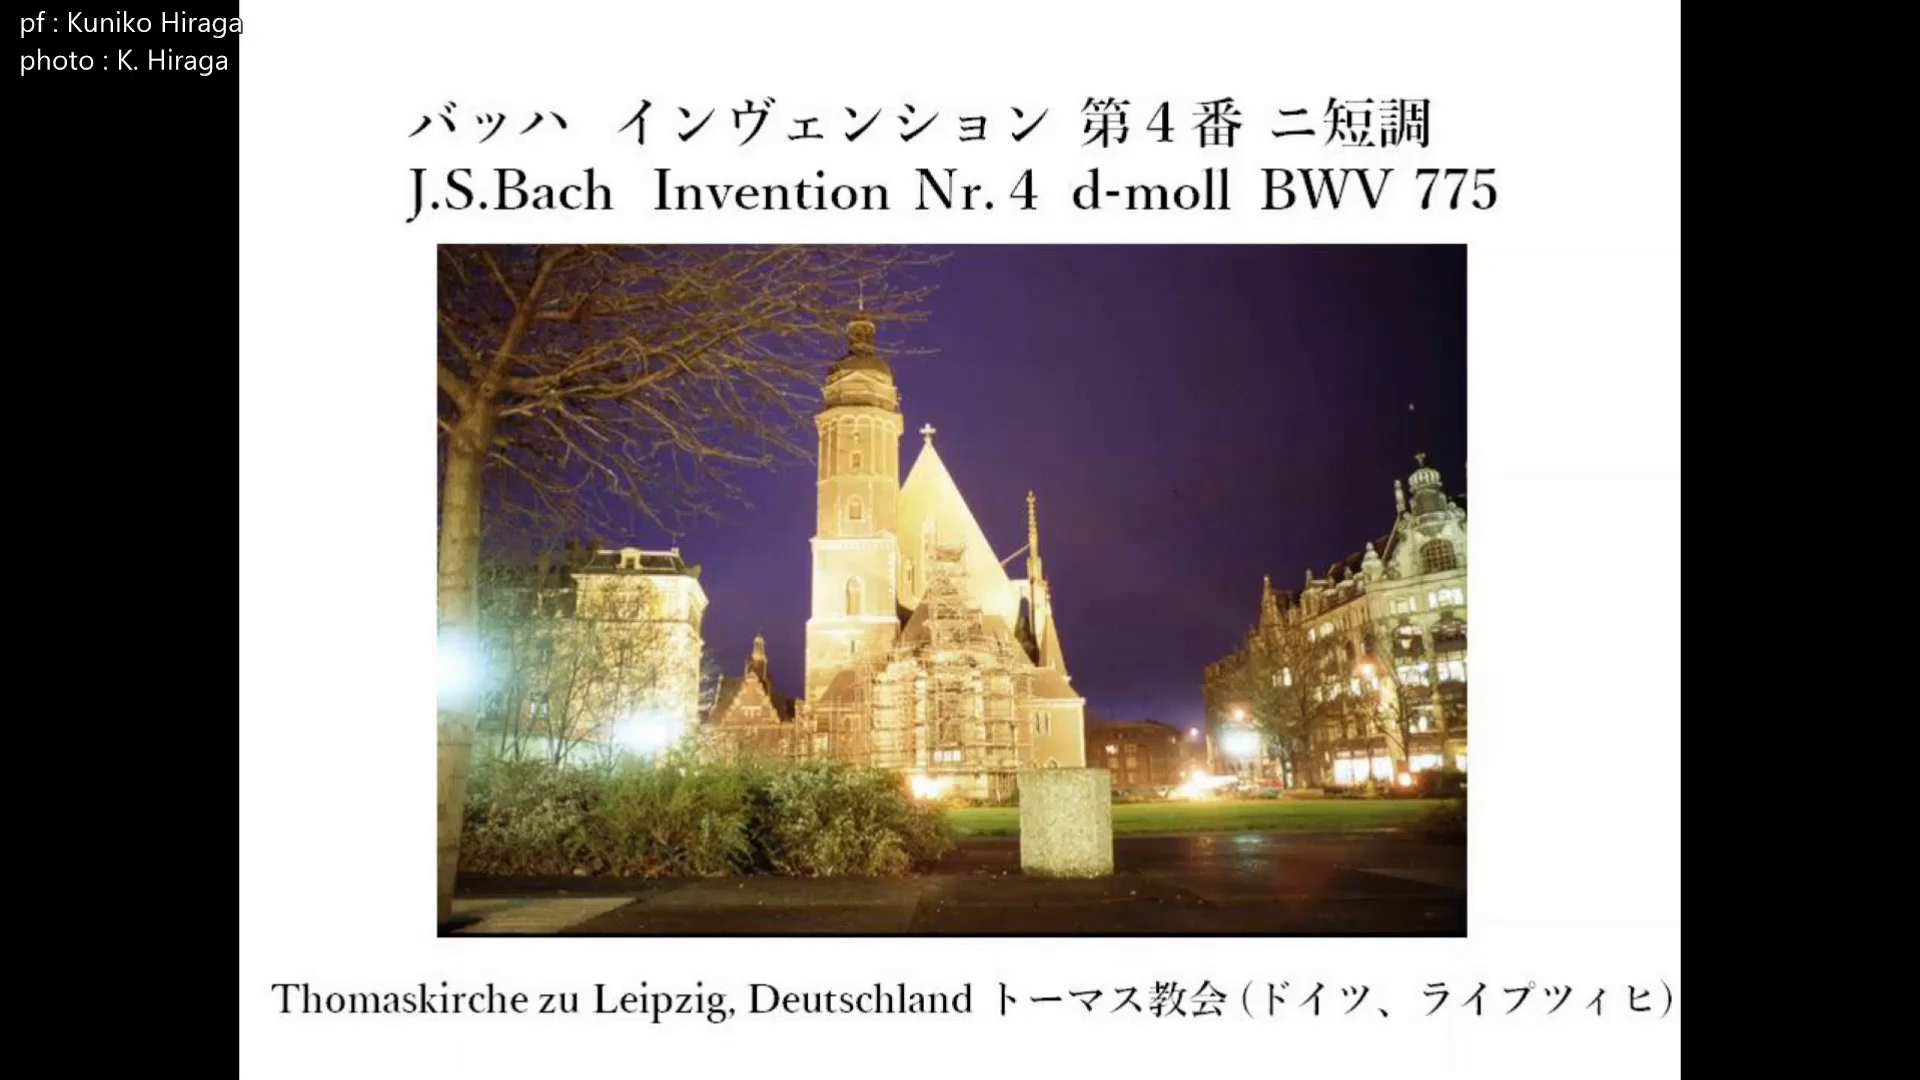 pf : Kuniko Hiraga
photo : K. Hiraga
バッハ インヴェンション 第４番 ニ短調
J.S.Bach Invention Nr. 4 d-moll BWV 775
Thomaskirche zu Leipzig, Deutschland トーマス教会 (ドイツ、ライプツィヒ)